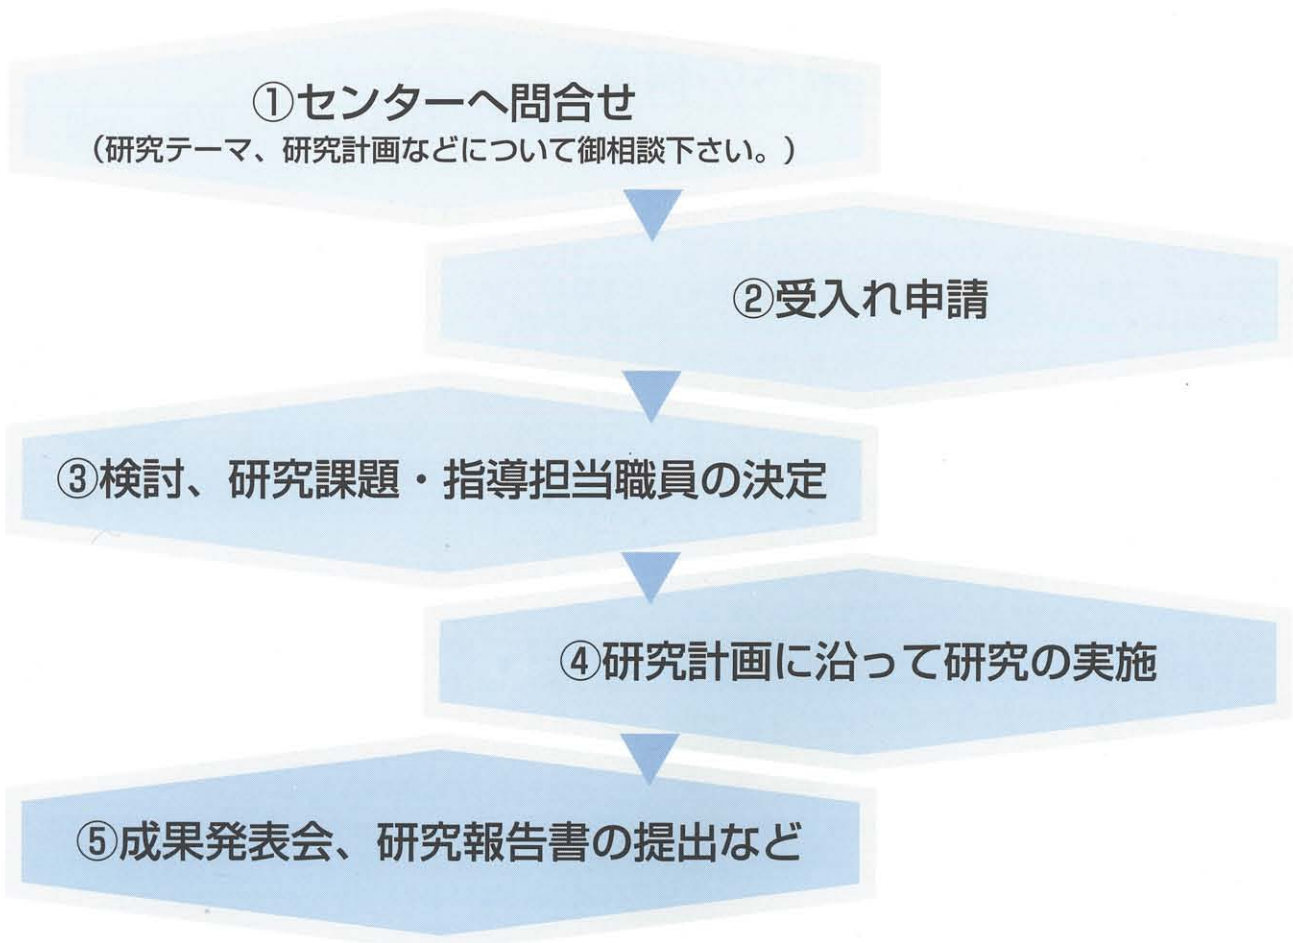 ①センターへ問合せ
（研究テーマ、研究計画などについて御相談下さい。）
②受入れ申請
③検討、研究課題・指導担当職員の決定
④研究計画に沿って研究の実施
⑤成果発表会、研究報告書の提出など